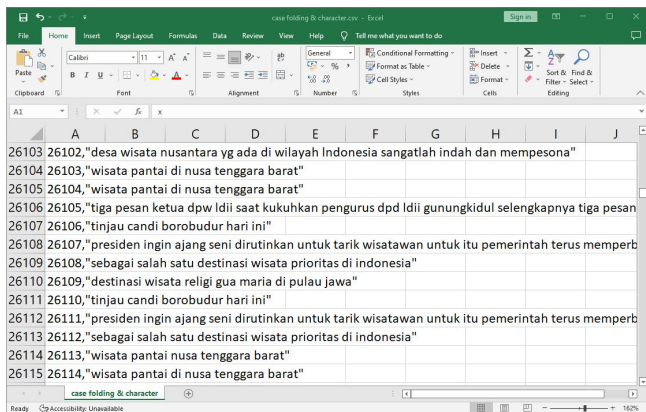 case folding & character.csv - Excel
Sign in
File Home Insert Page Layout Formulas Data Review View Help Tell me what you want to do
Paste
Calibri 11 A A
B I U A
ab
General
% ,
Conditional Formatting
Format as Table
Cell Styles
Insert
Delete
Format
Sort & Find &
Filter Select
Clipboard Font Alignment Number Styles Cells Editing
A1 fx x
A B C D E F G H I J
26103 26102,"desa wisata nusantara yg ada di wilayah Indonesia sangatlah indah dan mempesona"
26104 26103,"wisata pantai di nusa tenggara barat"
26105 26104,"wisata pantai di nusa tenggara barat"
26106 26105,"tiga pesan ketua dpw ldii saat kukuhkan pengurus dpd ldii gunungkidul selengkapnya tiga pesan
26107 26106,"tinjau candi borobudur hari ini"
26108 26107,"presiden ingin ajang seni dirutinkan untuk tarik wisatawan untuk itu pemerintah terus memperb
26109 26108,"sebagai salah satu destinasi wisata prioritas di indonesia"
26110 26109,"destinasi wisata religi gua maria di pulau jawa"
26111 26110,"tinjau candi borobudur hari ini"
26112 26111,"presiden ingin ajang seni dirutinkan untuk tarik wisatawan untuk itu pemerintah terus memperb
26113 26112,"sebagai salah satu destinasi wisata prioritas di indonesia"
26114 26113,"wisata pantai nusa tenggara barat"
26115 26114,"wisata pantai di nusa tenggara barat"
case folding & character
Ready Accessibility: Unavailable 162%